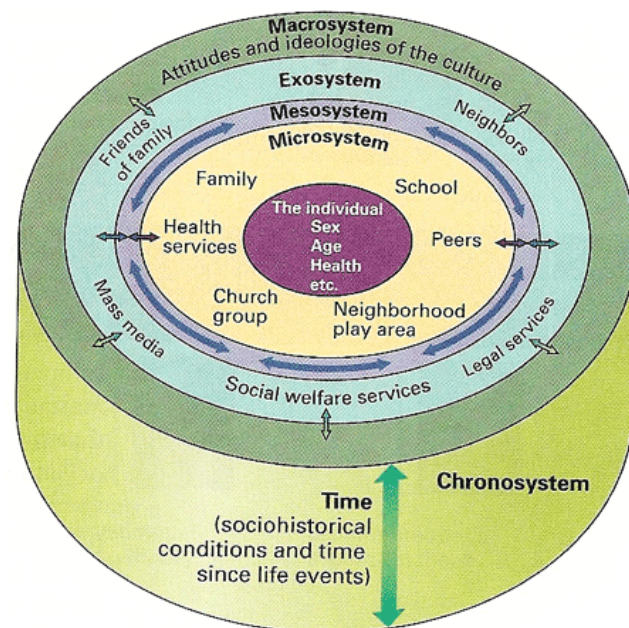 Macrosystem
Attitudes and ideologies of the culture
Exosystem
Mesosystem
Microsystem
Friends
of family
Neighbors
Family
School
The individual
Sex
Age
Health
etc.
Health
services
Peers
Church
group
Neighborhood
play area
Mass media
Social welfare services
Legal services
Chronosystem
Time
(sociohistorical
conditions and time
since life events)